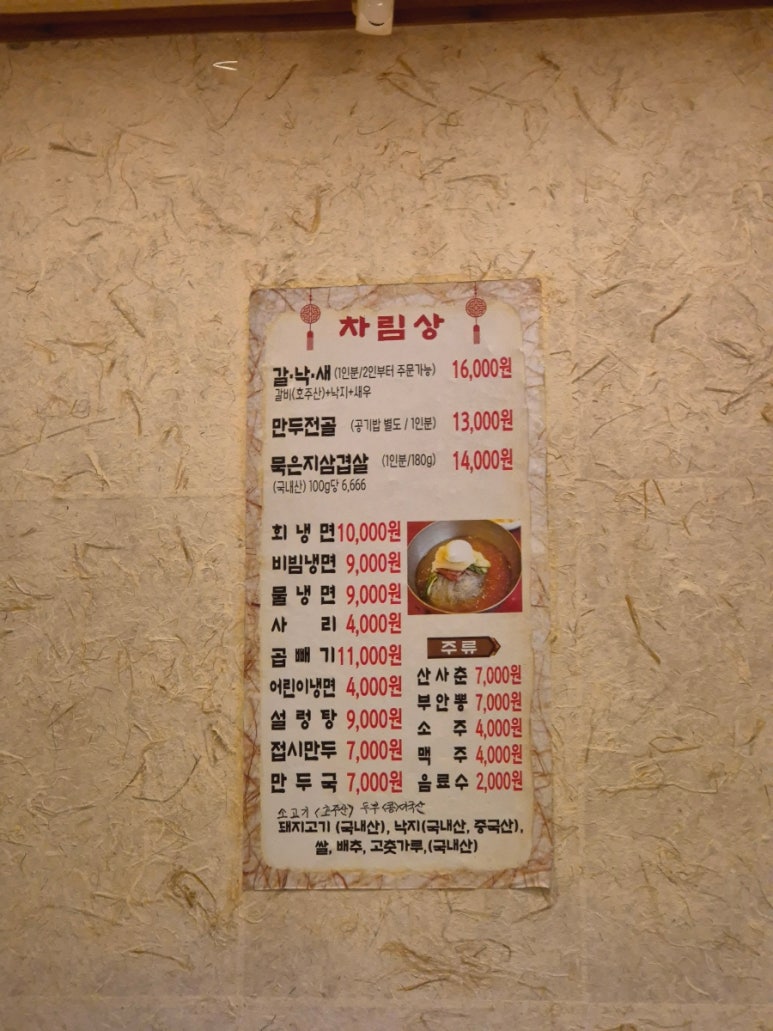 차림상
갈·낙·새 (1인분/2인부터 주문가능) 16,000원
갈비(호주산)+낙지+새우
만두전골 (공기밥 별도 / 1인분) 13,000원
묵은지삼겹살 (1인분/180g) 14,000원
(국내산) 100g당 6,666
회냉면 10,000원
비빔냉면 9,000원
물냉면 9,000원
사리 4,000원
곱빼기 11,000원
어린이냉면 4,000원
설렁탕 9,000원
접시만두 7,000원
만두국 7,000원
주류
산사춘 7,000원
부안뽕 7,000원
소주 4,000원
맥주 4,000원
음료수 2,000원
소고기 (호주산) 두부 (콩)
돼지고기 (국내산), 낙지(국내산, 중국산),
쌀, 배추, 고춧가루,(국내산)